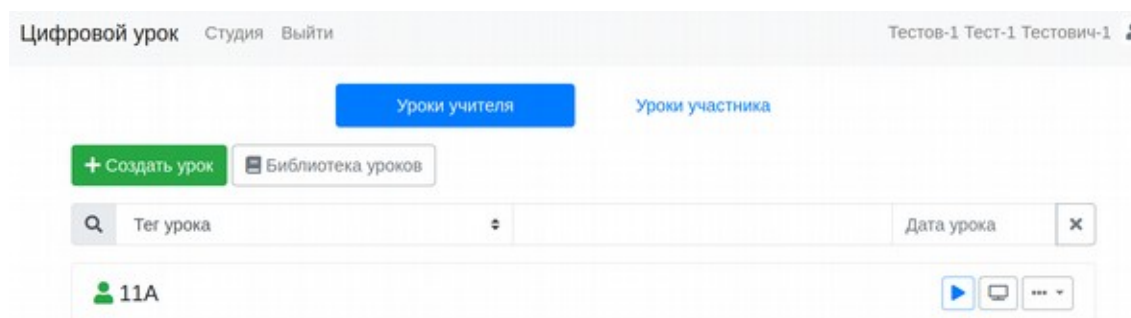 Цифровой урок Студия Выйти Тестов-1 Тест-1 Тестович-1
Уроки учителя Уроки участника
Создать урок Библиотека уроков
Тег урока Дата урока
11А